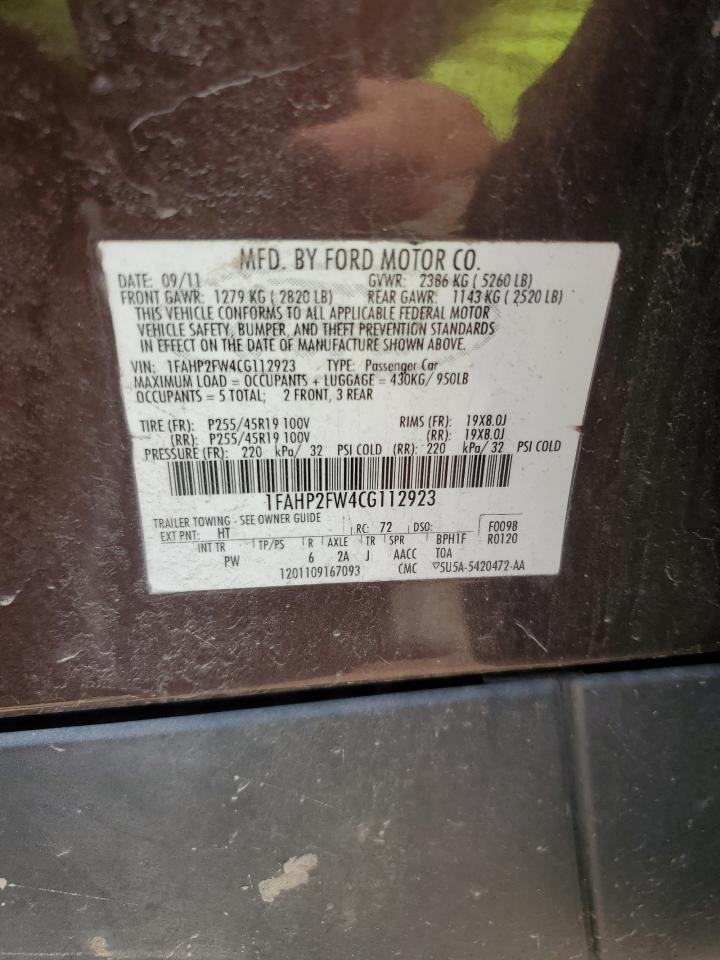 MFD. BY FORD MOTOR CO.
DATE: 09/11 GVWR: 2386 KG ( 5260 LB)
FRONT GAWR: 1279 KG ( 2820 LB) REAR GAWR: 1143 KG ( 2520 LB)
THIS VEHICLE CONFORMS TO ALL APPLICABLE FEDERAL MOTOR
VEHICLE SAFETY, BUMPER, AND THEFT PREVENTION STANDARDS
IN EFFECT ON THE DATE OF MANUFACTURE SHOWN ABOVE.
VIN: 1FAHP2FW4CG112923 TYPE: Passenger Car
MAXIMUM LOAD = OCCUPANTS + LUGGAGE = 430KG/ 950LB
OCCUPANTS = 5 TOTAL; 2 FRONT, 3 REAR
TIRE (FR): P255/45R19 100V RIMS (FR): 19X8.0J
(RR): P255/45R19 100V (RR): 19X8.0J
PRESSURE (FR): 220 kPa/ 32 PSI COLD (RR): 220 kPa/ 32 PSI COLD
1FAHP2FW4CG112923
TRAILER TOWING - SEE OWNER GUIDE
EXT PNT: HT RC: 72 DSO: F0098
INT TR TP/PS R AXLE TR SPR BPH1F R0120
PW 6 2A J AACC TOA
1201109167093 CMC ▽5U5A-5420472-AA